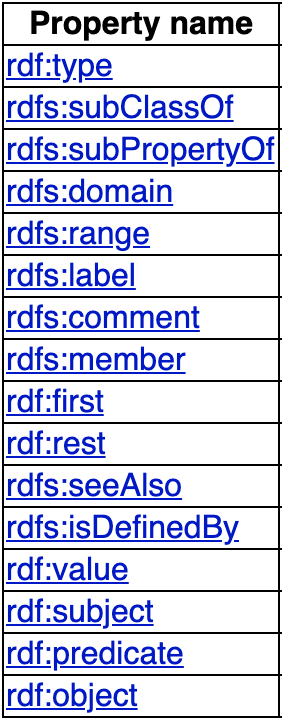 Property name
rdf:type
rdfs:subClassOf
rdfs:subPropertyOf
rdfs:domain
rdfs:range
rdfs:label
rdfs:comment
rdfs:member
rdf:first
rdf:rest
rdfs:seeAlso
rdfs:isDefinedBy
rdf:value
rdf:subject
rdf:predicate
rdf:object